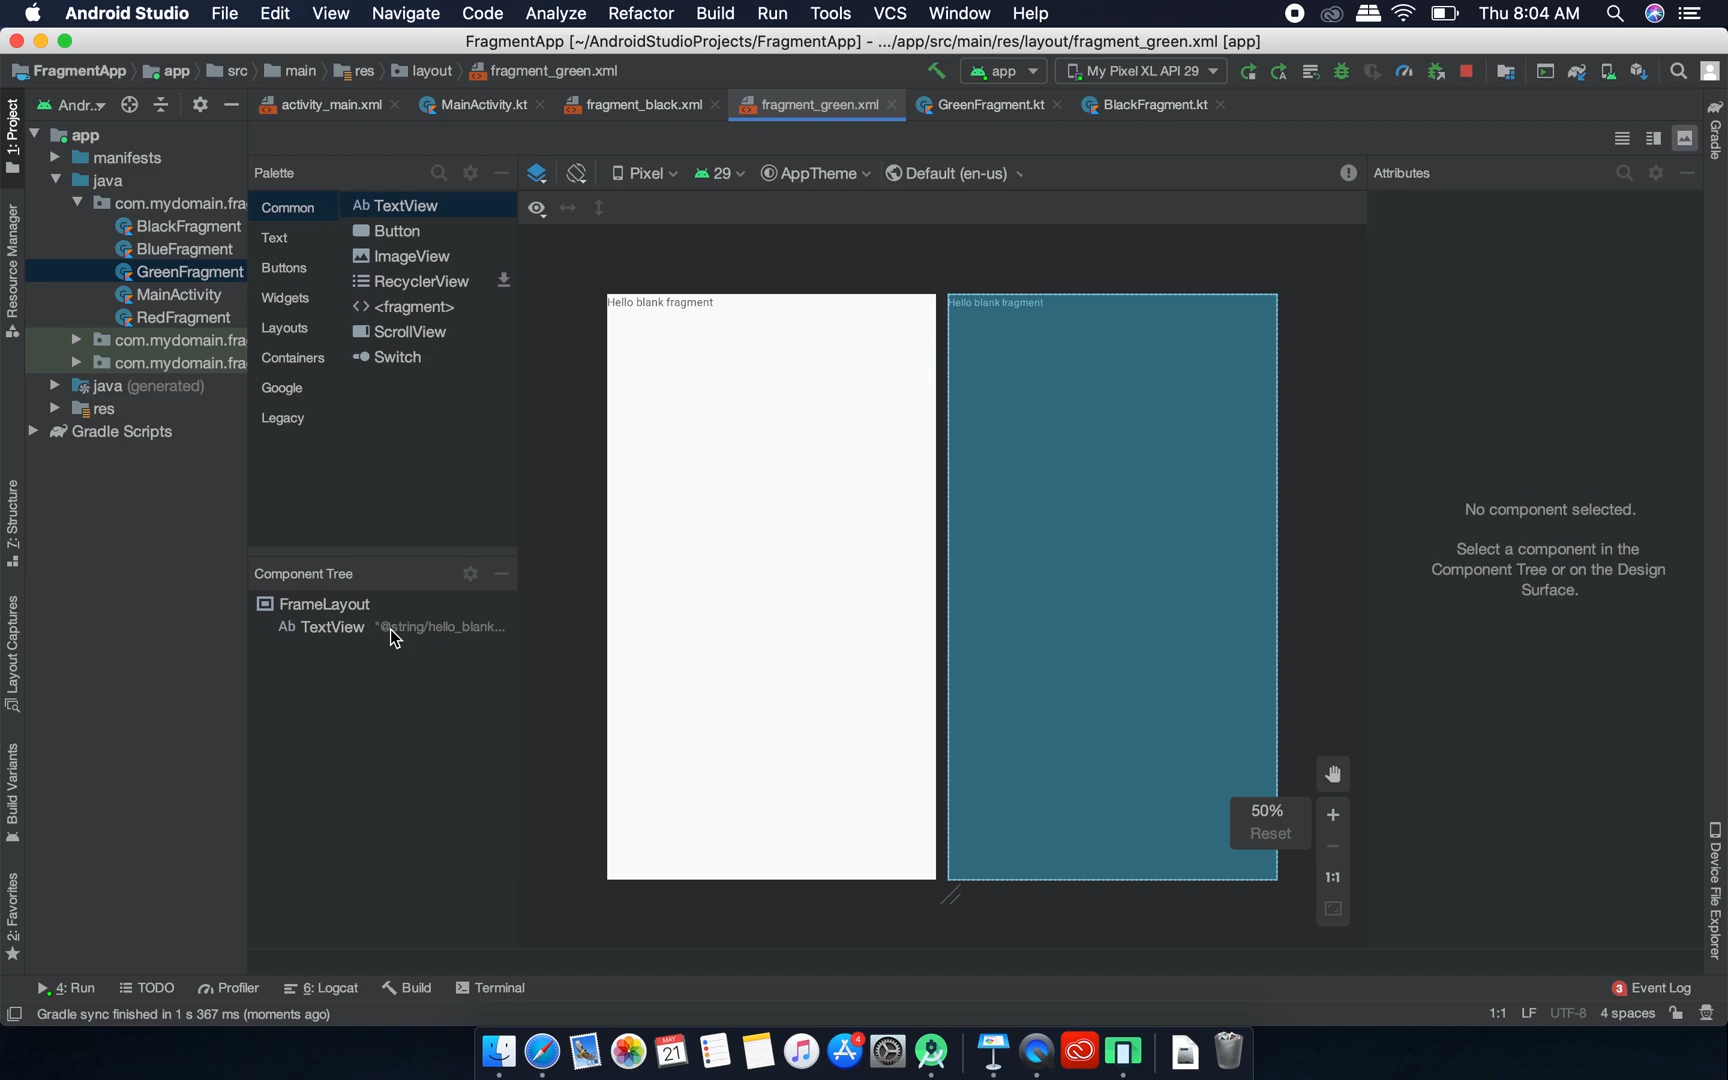 Android Studio File Edit View Navigate Code Analyze Refactor Build Run Tools VCS Window Help Thu 8:04 AM
FragmentApp [~/AndroidStudioProjects/FragmentApp] - .../app/src/main/res/layout/fragment_green.xml [app]
FragmentApp app src main res layout fragment_green.xml app My Pixel XL API 29
Andr... activity_main.xml MainActivity.kt fragment_black.xml fragment_green.xml GreenFragment.kt BlackFragment.kt
1: Project
Resource Manager
7: Structure
Layout Captures
Build Variants
2: Favorites
app
manifests
java
com.mydomain.fra
BlackFragment
BlueFragment
GreenFragment
MainActivity
RedFragment
com.mydomain.fra
com.mydomain.fra
java (generated)
res
Gradle Scripts
Palette
Common
Text
Buttons
Widgets
Layouts
Containers
Google
Legacy
Ab TextView
Button
ImageView
RecyclerView
<> <fragment>
ScrollView
Switch
Component Tree
FrameLayout
Ab TextView "@string/hello_blank...
Pixel 29 AppTheme Default (en-us)
Hello blank fragment
Hello blank fragment
50%
Reset
1:1
Attributes
No component selected.
Select a component in the
Component Tree or on the Design
Surface.
Gradle
Device File Explorer
4: Run TODO Profiler 6: Logcat Build Terminal 3 Event Log
Gradle sync finished in 1 s 367 ms (moments ago) 1:1 LF UTF-8 4 spaces
MAY
21
4